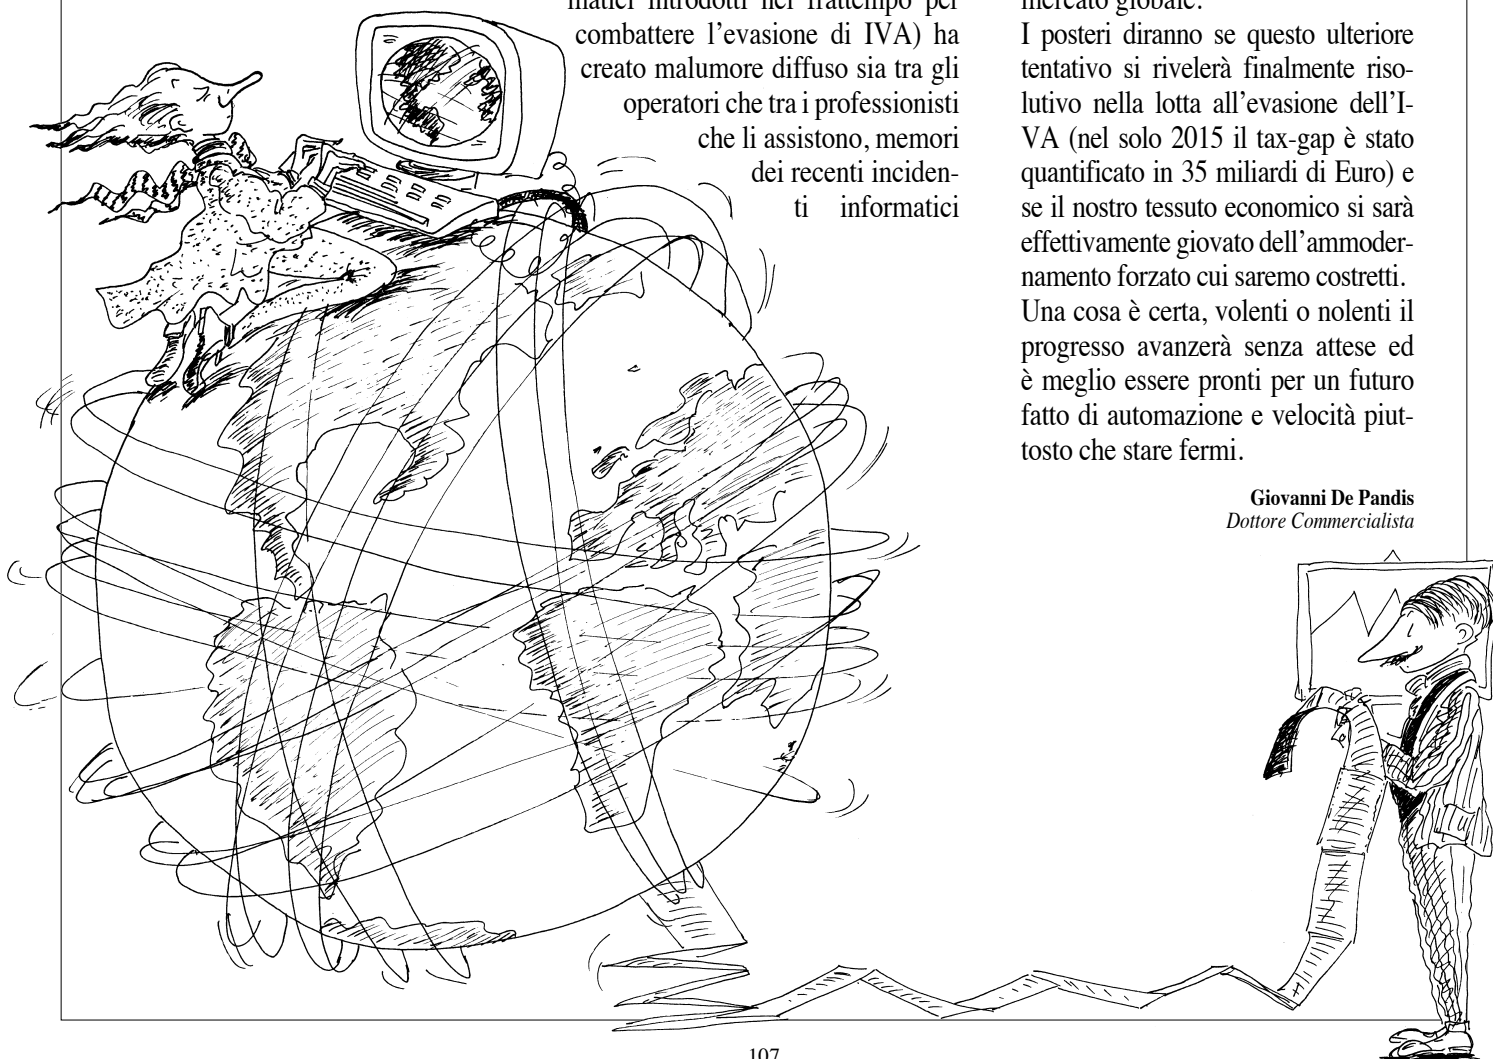 matici introdotti nel frattempo per
combattere l’evasione di IVA) ha
creato malumore diffuso sia tra gli
operatori che tra i professionisti
che li assistono, memori
dei recenti inciden-
ti informatici
mercato globale.
I posteri diranno se questo ulteriore
tentativo si rivelerà finalmente riso-
lutivo nella lotta all’evasione dell’I-
VA (nel solo 2015 il tax-gap è stato
quantificato in 35 miliardi di Euro) e
se il nostro tessuto economico si sarà
effettivamente giovato dell’ammoder-
namento forzato cui saremo costretti.
Una cosa è certa, volenti o nolenti il
progresso avanzerà senza attese ed
è meglio essere pronti per un futuro
fatto di automazione e velocità piut-
tosto che stare fermi.
Giovanni De Pandis
Dottore Commercialista
107